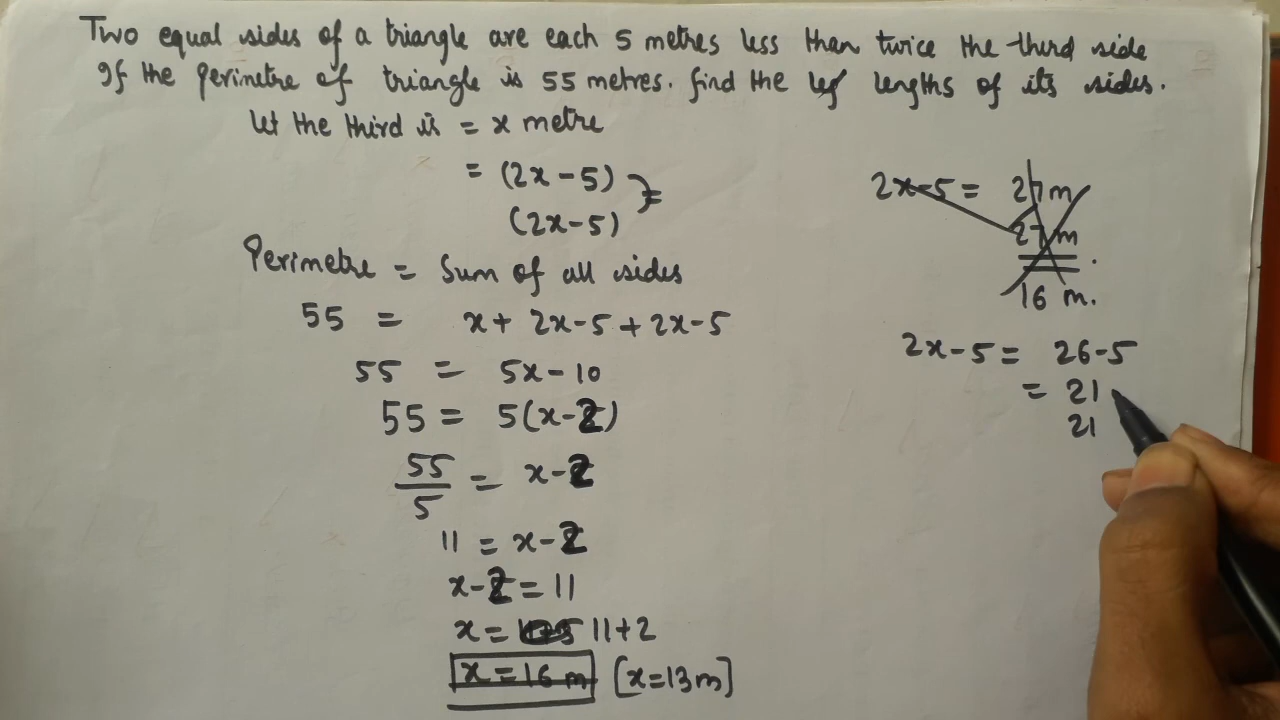 Two equal sides of a triangle are each 5 metres less than twice the third side
If the Perimetre of triangle is 55 metres. find the lengths of its sides.
Let the third is = x metre
= (2x-5)
(2x-5) } =
Perimetre = Sum of all sides
55 = x + 2x-5 + 2x-5
55 = 5x-10
55 = 5(x-2)
55/5 = x-2
11 = x-2
x-2 = 11
x = 11+2
x = 16 m [x=13m]
2x-5 = 27m
27 m
16 m.
2x-5 = 26-5
= 21
21